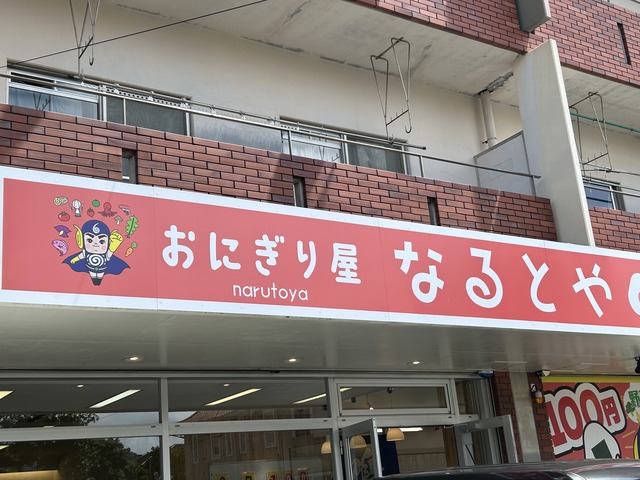 おにぎり屋
narutoya
なるとや
100円